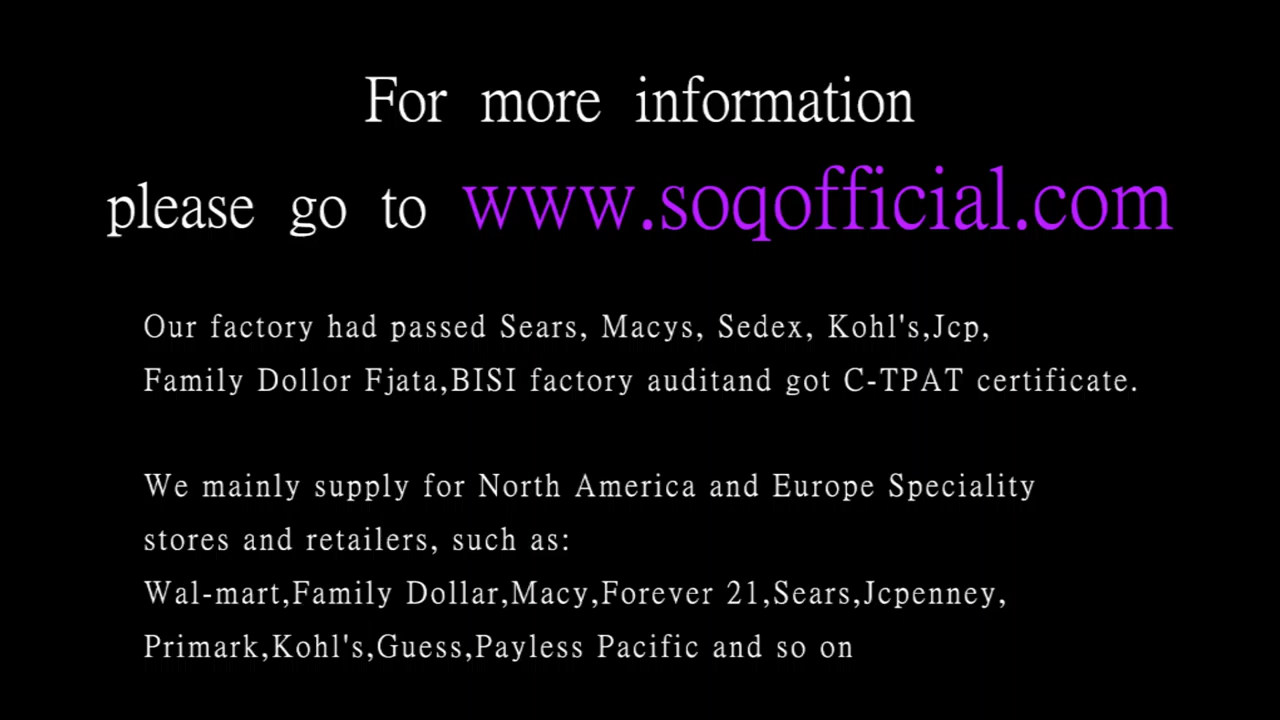 For more information
please go to www.soqofficial.com
Our factory had passed Sears, Macys, Sedex, Kohl's,Jcp,
Family Dollor Fjata,BISI factory auditand got C-TPAT certificate.
We mainly supply for North America and Europe Speciality
stores and retailers, such as:
Wal-mart,Family Dollar,Macy,Forever 21,Sears,Jcpenney,
Primark,Kohl's,Guess,Payless Pacific and so on